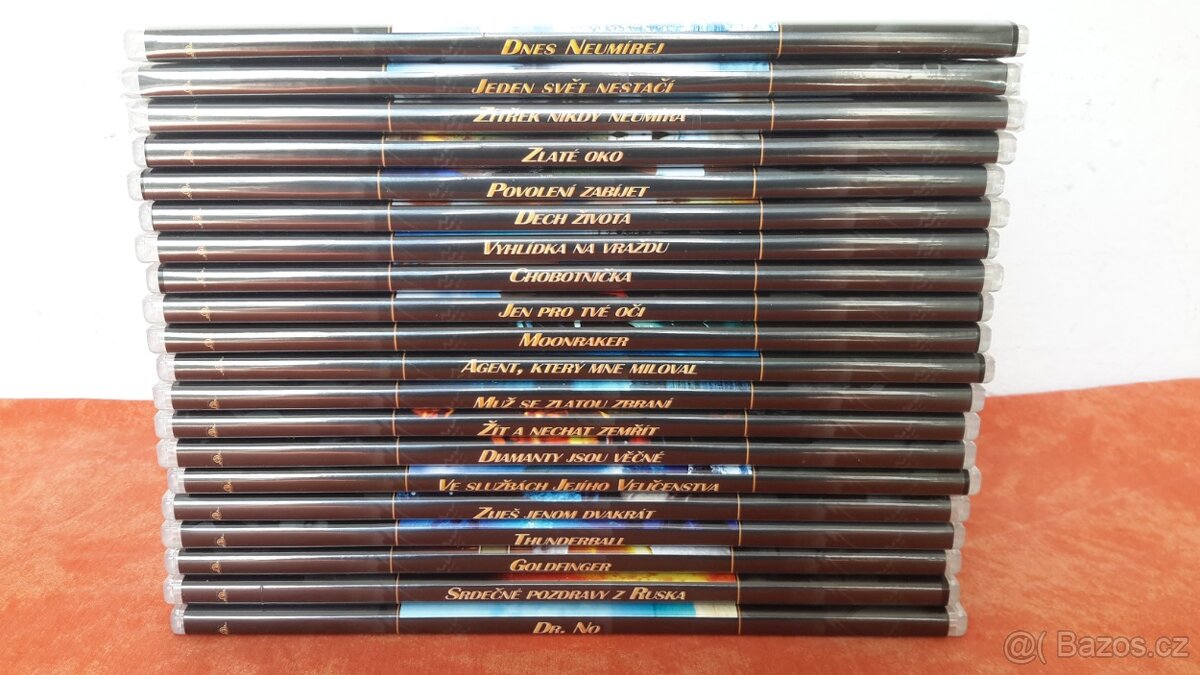 Dnes Neumírej
Jeden svět nestačí
Zítřek nikdy neumírá
Zlaté oko
Povolení zabíjet
Dech života
Vyhlídka na vraždu
Chobotnička
Jen pro tvé oči
Moonraker
Agent, který mne miloval
Muž se zlatou zbraní
Žít a nechat zemřít
Diamanty jsou věčné
Ve službách Jejího Veličenstva
Žiješ jenom dvakrát
Thunderball
Goldfinger
Srdečné pozdravy z Ruska
Dr. No
@( Bazos.cz